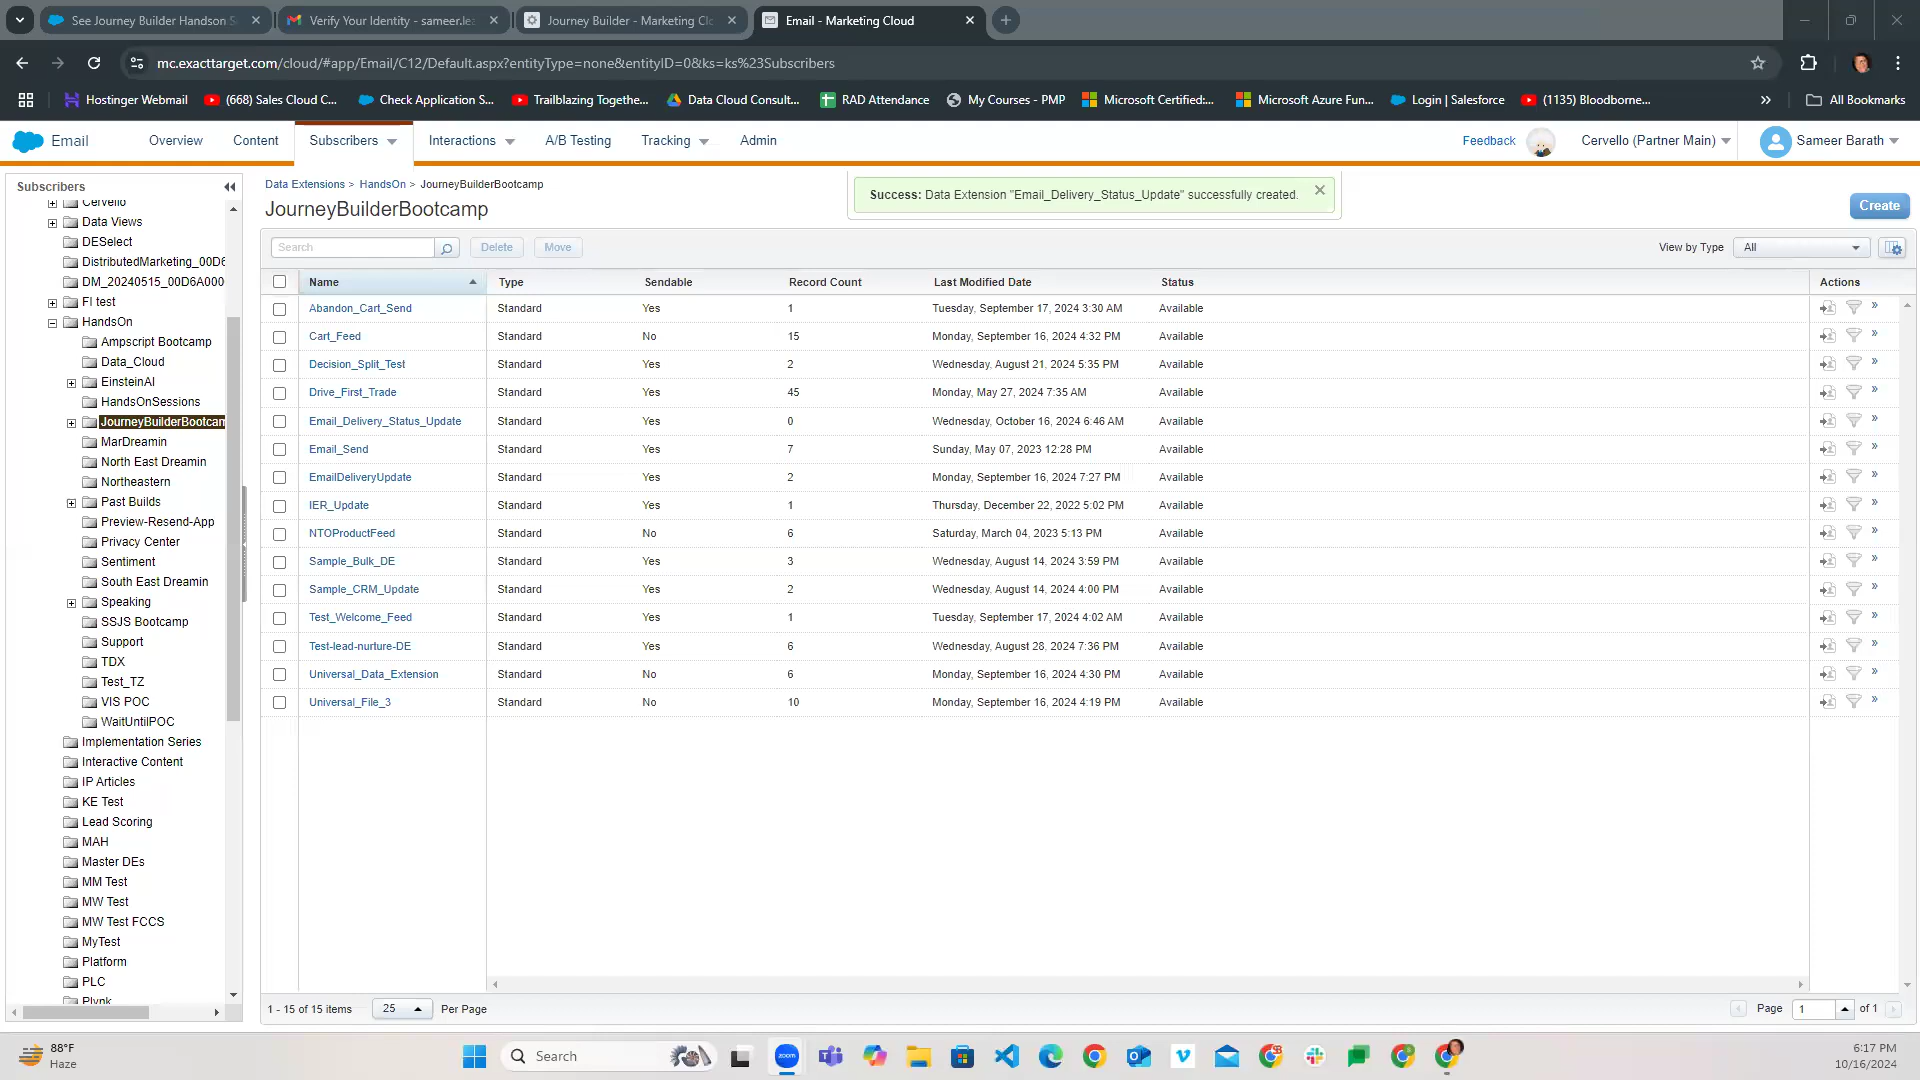 See Journey Builder Handson S
Verify Your Identity - sameer.lez
Journey Builder - Marketing Clo
Email - Marketing Cloud
mc.exacttarget.com/cloud/#app/Email/C12/Default.aspx?entityType=none&entityID=0&ks=ks%23Subscribers
Hostinger Webmail
(668) Sales Cloud C...
Check Application S...
Trailblazing Togethe...
Data Cloud Consult...
RAD Attendance
My Courses - PMP
Microsoft Certified:...
Microsoft Azure Fun...
Login | Salesforce
(1135) Bloodborne...
» All Bookmarks
Email
Overview
Content
Subscribers
Interactions
A/B Testing
Tracking
Admin
Feedback
Cervello (Partner Main)
Sameer Barath
Subscribers
Cervello
Data Views
DESelect
DistributedMarketing_00D6
DM_20240515_00D6A000
FI test
HandsOn
Ampscript Bootcamp
Data_Cloud
EinsteinAI
HandsOnSessions
JourneyBuilderBootcam
MarDreamin
North East Dreamin
Northeastern
Past Builds
Preview-Resend-App
Privacy Center
Sentiment
South East Dreamin
Speaking
SSJS Bootcamp
Support
TDX
Test_TZ
VIS POC
WaitUntilPOC
Implementation Series
Interactive Content
IP Articles
KE Test
Lead Scoring
MAH
Master DEs
MM Test
MW Test
MW Test FCCS
MyTest
Platform
PLC
Plynk
Data Extensions > HandsOn > JourneyBuilderBootcamp
JourneyBuilderBootcamp
Success: Data Extension "Email_Delivery_Status_Update" successfully created.
Create
Search
Delete
Move
View by Type
All
Name Type Sendable Record Count Last Modified Date Status Actions
Abandon_Cart_Send Standard Yes 1 Tuesday, September 17, 2024 3:30 AM Available »
Cart_Feed Standard No 15 Monday, September 16, 2024 4:32 PM Available »
Decision_Split_Test Standard Yes 2 Wednesday, August 21, 2024 5:35 PM Available »
Drive_First_Trade Standard Yes 45 Monday, May 27, 2024 7:35 AM Available »
Email_Delivery_Status_Update Standard Yes 0 Wednesday, October 16, 2024 6:46 AM Available »
Email_Send Standard Yes 7 Sunday, May 07, 2023 12:28 PM Available »
EmailDeliveryUpdate Standard Yes 2 Monday, September 16, 2024 7:27 PM Available »
IER_Update Standard Yes 1 Thursday, December 22, 2022 5:02 PM Available »
NTOProductFeed Standard No 6 Saturday, March 04, 2023 5:13 PM Available »
Sample_Bulk_DE Standard Yes 3 Wednesday, August 14, 2024 3:59 PM Available »
Sample_CRM_Update Standard Yes 2 Wednesday, August 14, 2024 4:00 PM Available »
Test_Welcome_Feed Standard Yes 1 Tuesday, September 17, 2024 4:02 AM Available »
Test-lead-nurture-DE Standard Yes 6 Wednesday, August 28, 2024 7:36 PM Available »
Universal_Data_Extension Standard No 6 Monday, September 16, 2024 4:30 PM Available »
Universal_File_3 Standard No 10 Monday, September 16, 2024 4:19 PM Available »
1 - 15 of 15 items 25 Per Page
Page 1 of 1
88°F
Haze
Search
zoom
6:17 PM
10/16/2024